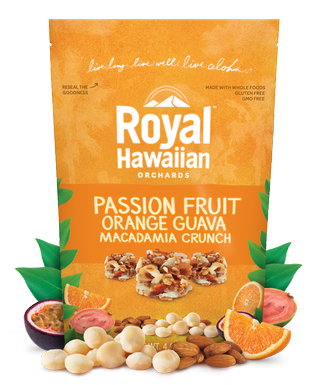 live long. live well. live aloha.
REVEAL THE
GOODNESS
MADE WITH WHOLE FOODS
GLUTEN FREE
GMO FREE
Royal
Hawaiian
ORCHARDS
PASSION FRUIT
ORANGE GUAVA
MACADAMIA CRUNCH